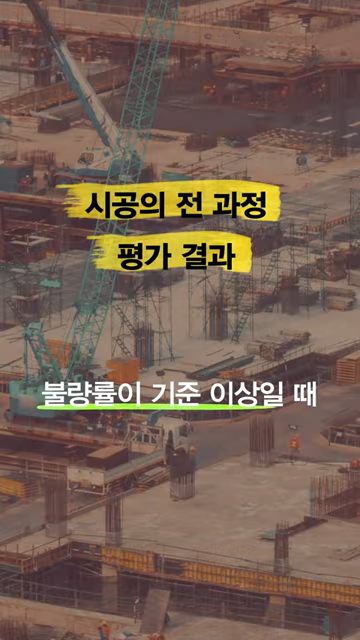 시공의 전 과정
평가 결과
불량률이 기준 이상일 때